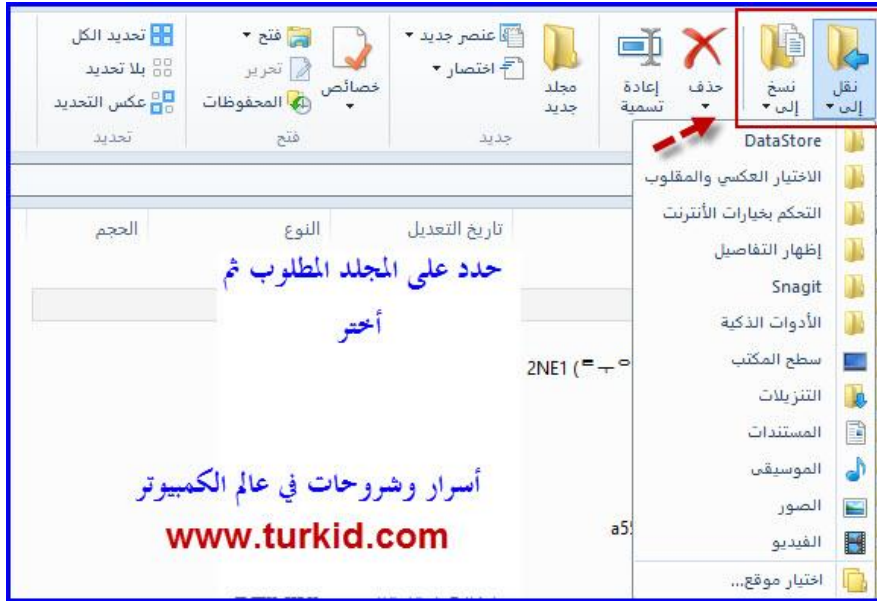 نقل إلى
نسخ إلى
حذف
إعادة تسمية
مجلد جديد
عنصر جديد
اختصار
جديد
خصائص
فتح
تحرير
المحفوظات
فتح
تحديد الكل
بلا تحديد
عكس التحديد
تحديد
تاريخ التعديل
النوع
الحجم
DataStore
الاختيار العكسي والمقلوب
التحكم بخيارات الأنترنت
إظهار التفاصيل
Snagit
الأدوات الذكية
سطح المكتب
التنزيلات
المستندات
الموسيقى
الصور
الفيديو
اختيار موقع...
حدد على المجلد المطلوب ثم
أختر
2NE1 (
أسرار وشروحات في عالم الكمبيوتر
www.turkid.com